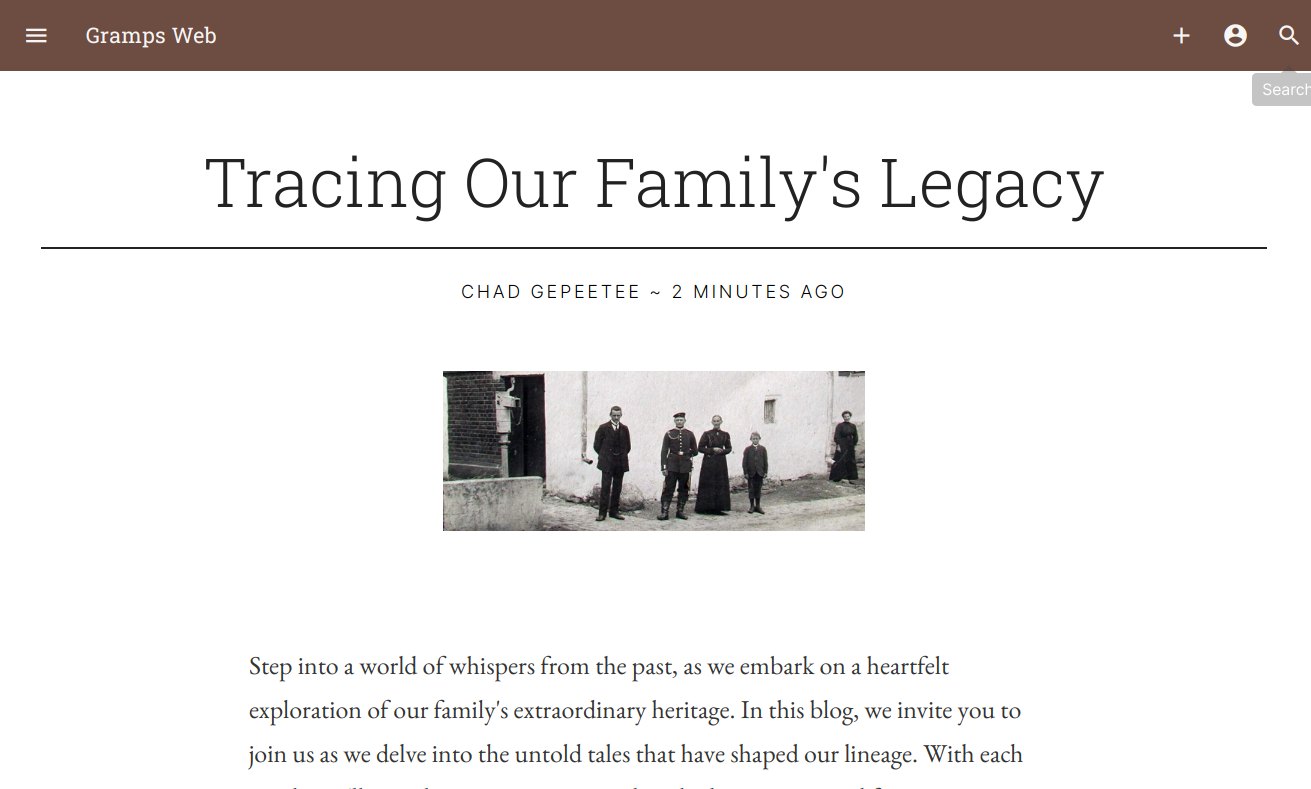 Gramps Web
Search
Tracing Our Family's Legacy
CHAD GEPEETEE ~ 2 MINUTES AGO
Step into a world of whispers from the past, as we embark on a heartfelt
exploration of our family's extraordinary heritage. In this blog, we invite you to
join us as we delve into the untold tales that have shaped our lineage. With each